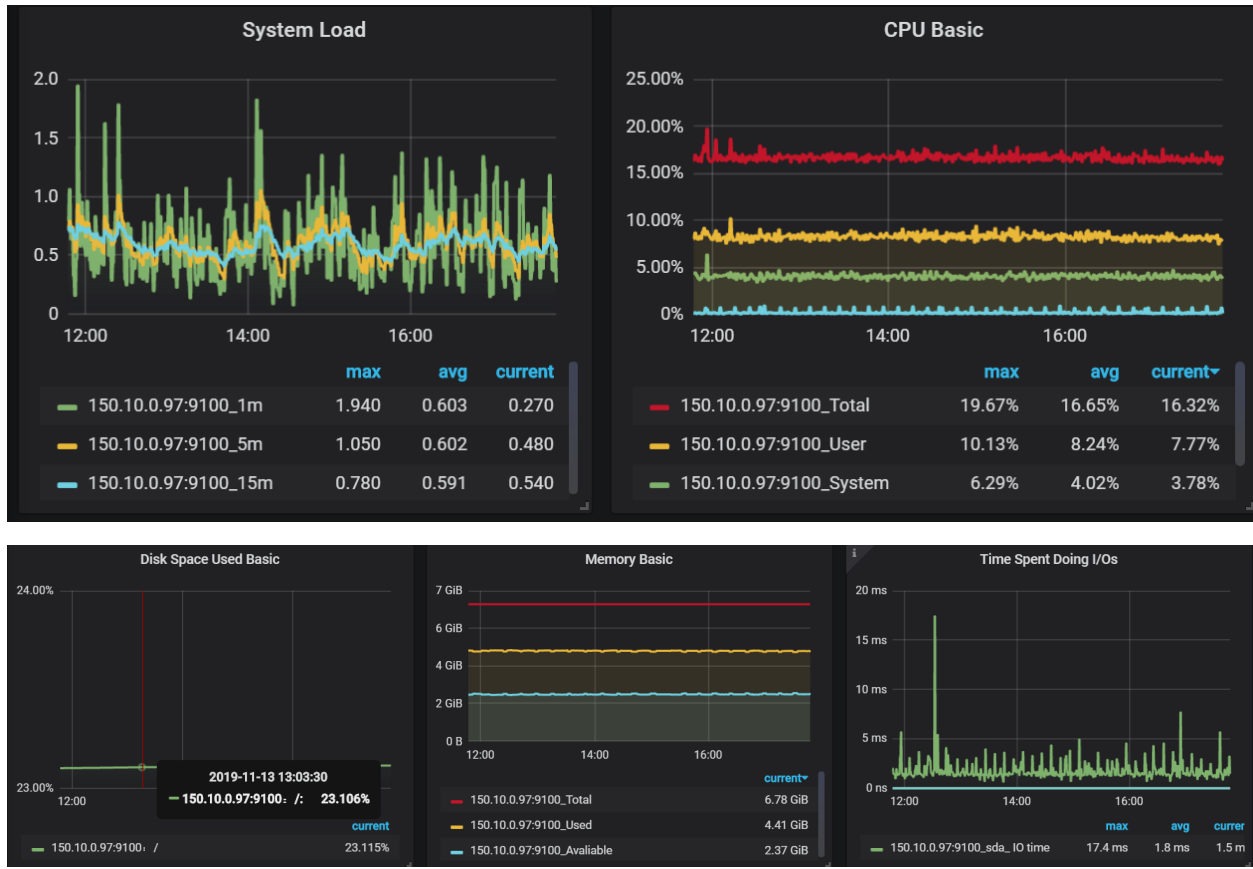 System Load
2.0
1.5
1.0
0.5
0
12:00 14:00 16:00
max avg current
150.10.0.97:9100_1m 1.940 0.603 0.270
150.10.0.97:9100_5m 1.050 0.602 0.480
150.10.0.97:9100_15m 0.780 0.591 0.540
CPU Basic
25.00%
20.00%
15.00%
10.00%
5.00%
0%
12:00 14:00 16:00
max avg current
150.10.0.97:9100_Total 19.67% 16.65% 16.32%
150.10.0.97:9100_User 10.13% 8.24% 7.77%
150.10.0.97:9100_System 6.29% 4.02% 3.78%
Disk Space Used Basic
24.00%
23.00%
12:00
2019-11-13 13:03:30
150.10.0.97:9100：/: 23.106%
current
150.10.0.97:9100：/ 23.115%
Memory Basic
7 GiB
6 GiB
4 GiB
2 GiB
0 B
12:00 14:00 16:00
current
150.10.0.97:9100_Total 6.78 GiB
150.10.0.97:9100_Used 4.41 GiB
150.10.0.97:9100_Avaliable 2.37 GiB
i
Time Spent Doing I/Os
20 ms
15 ms
10 ms
5 ms
0 ns
12:00 14:00 16:00
max avg currer
150.10.0.97:9100_sda_ IO time 17.4 ms 1.8 ms 1.5 m